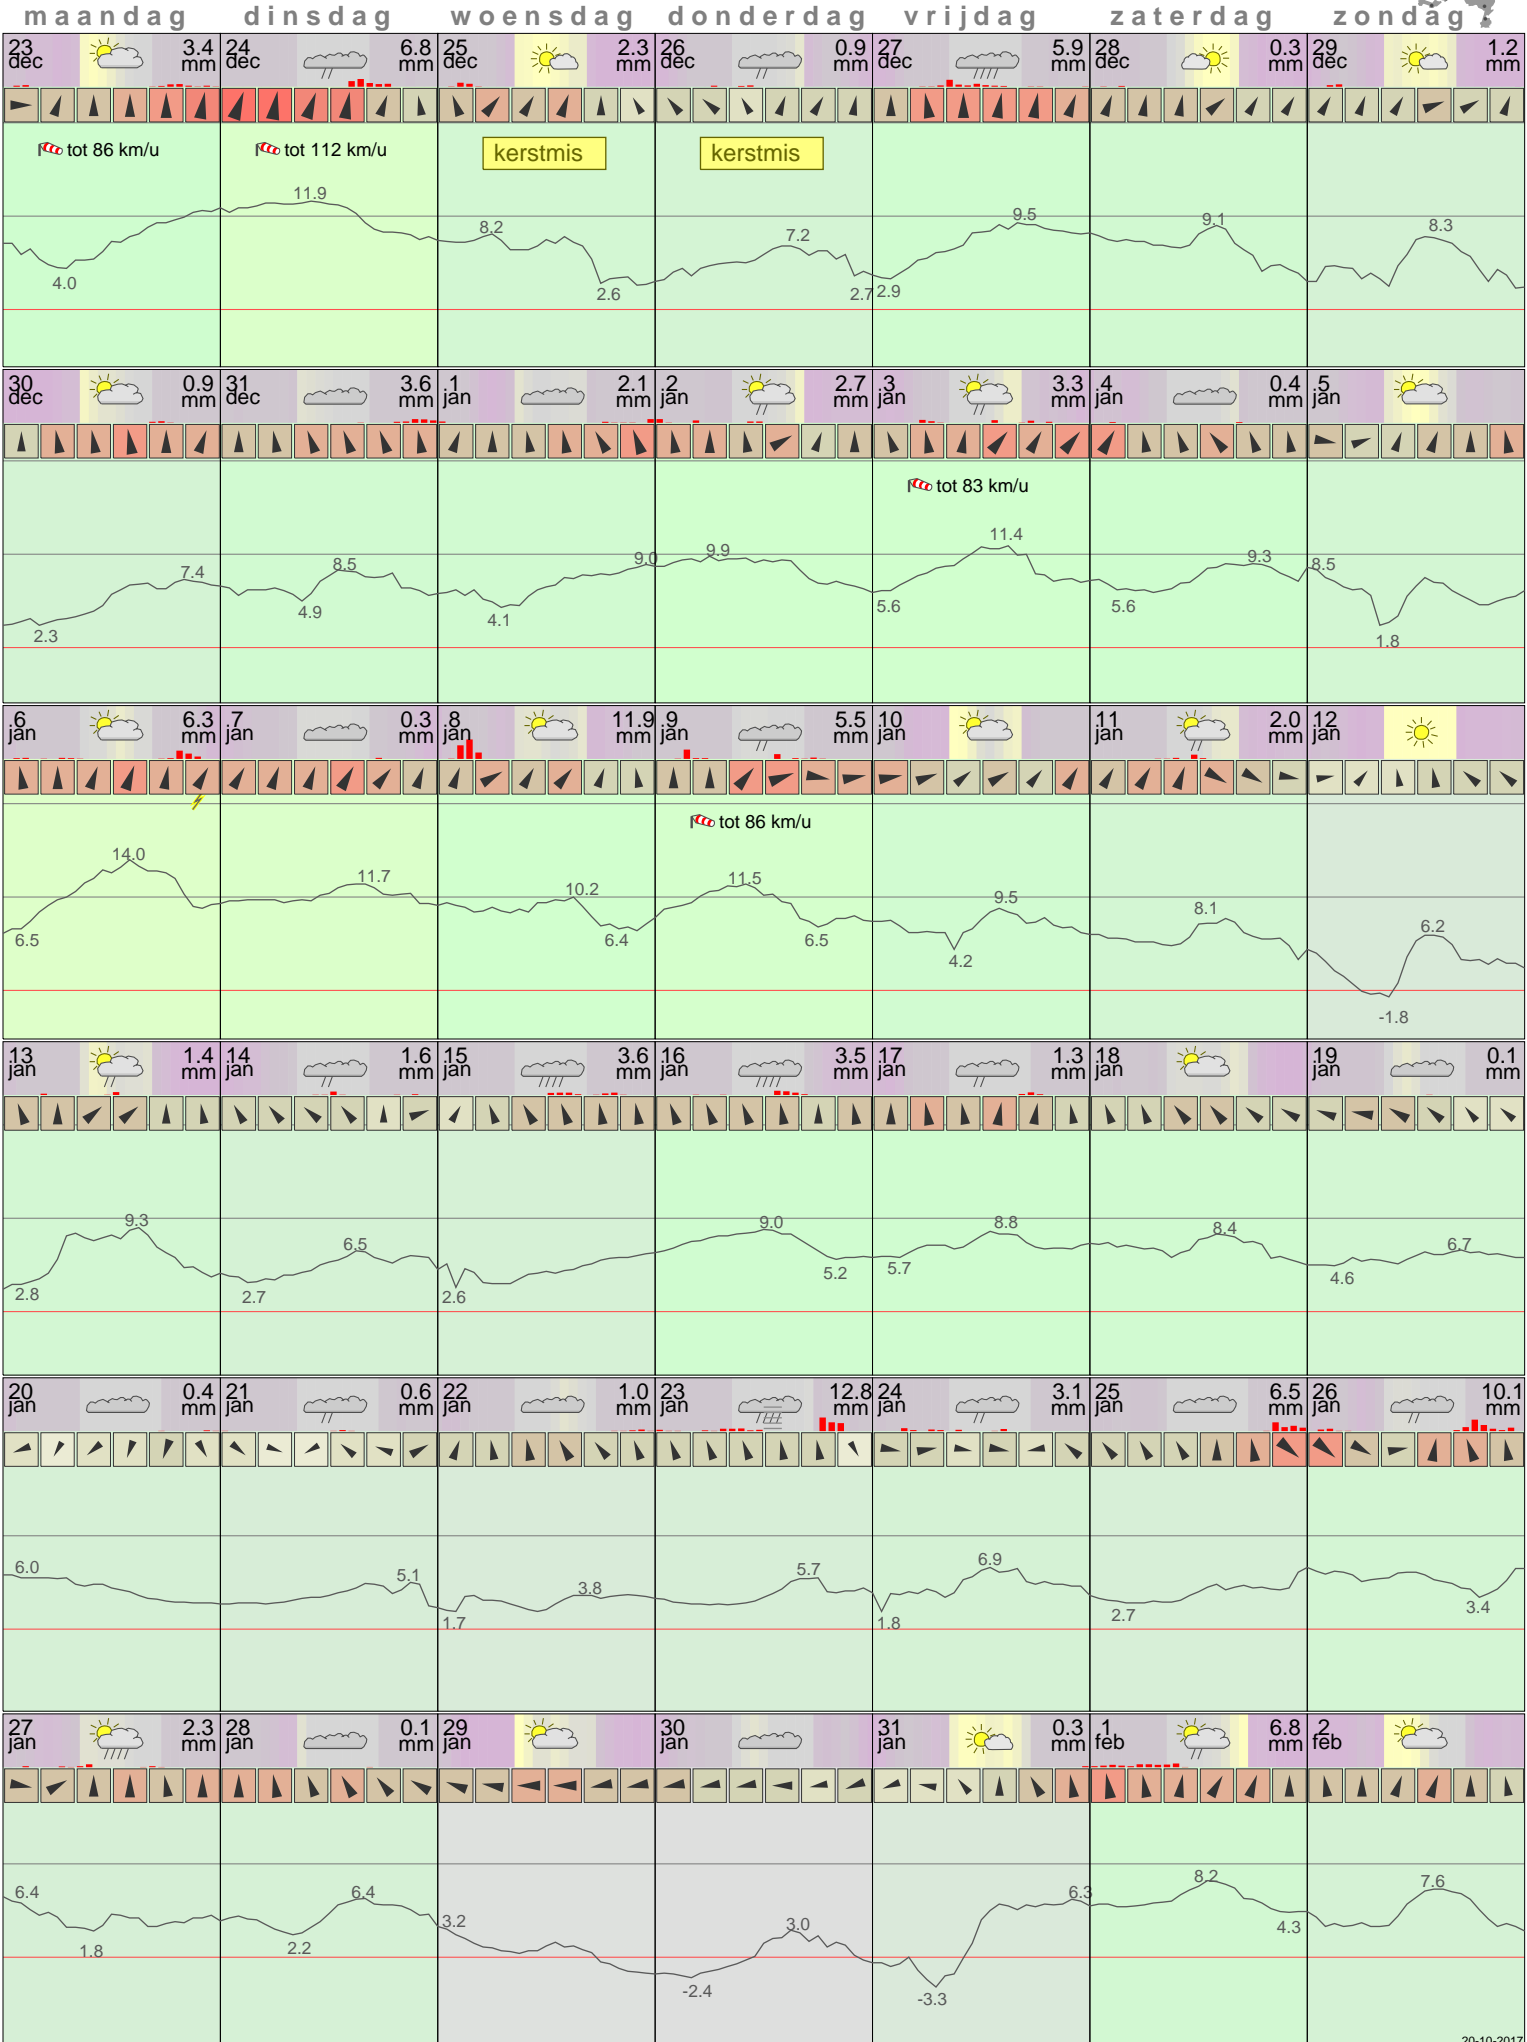 maandag dinsdag woensdag donderdag vrijdag zaterdag zondag
23 dec 3.4 mm 24 dec 6.8 mm 25 dec 2.3 mm 26 dec 0.9 mm 27 dec 5.9 mm 28 dec 0.3 mm 29 dec 1.2 mm
tot 86 km/u tot 112 km/u kerstmis kerstmis
4.0 11.9 8.2 2.6 7.2 2.7 2.9 9.5 9.1 8.3
30 dec 0.9 mm 31 dec 3.6 mm .1 jan 2.1 mm .2 jan 2.7 mm .3 jan 3.3 mm .4 jan 0.4 mm .5 jan
tot 83 km/u
2.3 7.4 4.9 8.5 4.1 9.0 9.9 5.6 11.4 5.6 9.3 8.5 1.8
.6 jan 6.3 mm .7 jan 0.3 mm .8 jan 11.9 mm .9 jan 5.5 mm 10 jan 11 jan 2.0 mm 12 jan
tot 86 km/u
6.5 14.0 11.7 10.2 6.4 11.5 6.5 4.2 9.5 8.1 -1.8 6.2
13 jan 1.4 mm 14 jan 1.6 mm 15 jan 3.6 mm 16 jan 3.5 mm 17 jan 1.3 mm 18 jan 19 jan 0.1 mm
2.8 9.3 2.7 6.5 2.6 9.0 5.2 5.7 8.8 8.4 4.6 6.7
20 jan 0.4 mm 21 jan 0.6 mm 22 jan 1.0 mm 23 jan 12.8 mm 24 jan 3.1 mm 25 jan 6.5 mm 26 jan 10.1 mm
6.0 5.1 1.7 3.8 5.7 1.8 6.9 2.7 3.4
27 jan 2.3 mm 28 jan 0.1 mm 29 jan 30 jan 31 jan 0.3 mm .1 feb 6.8 mm .2 feb
6.4 1.8 2.2 6.4 3.2 -2.4 3.0 -3.3 6.3 8.2 4.3 7.6
20-10-2017